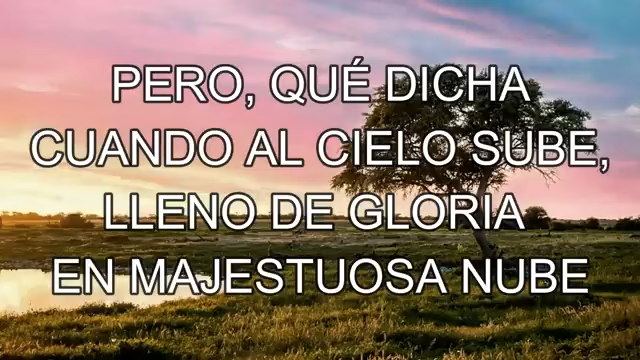 PERO, QUÉ DICHA
CUANDO AL CIELO SUBE,
LLENO DE GLORIA
EN MAJESTUOSA NUBE